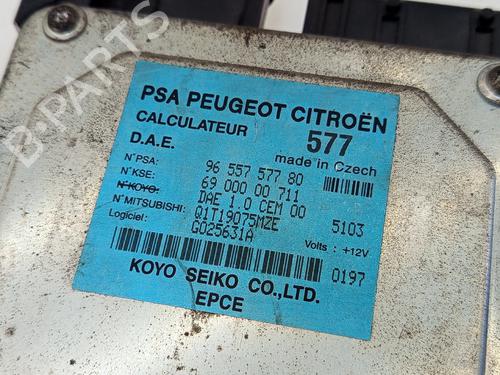 PSA PEUGEOT CITROËN
CALCULATEUR 577
D.A.E. made in Czech
N°PSA: 96 557 577 80
N°KSE: 69 000 00 711
N°KOYO: DAE 1.0 CEM 00 5103
N°MITSUBISHI: Q1T19075MZE
Logiciel: G025631A Volts : +12V
0197
KOYO SEIKO CO.,LTD.
EPCE
B-PARTS